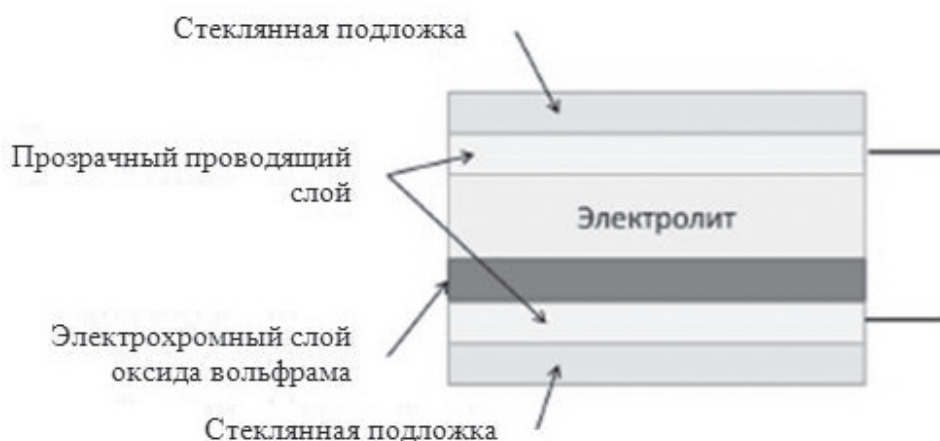 Стеклянная подложка
Прозрачный проводящий
слой
Электролит
Электрохромный слой
оксида вольфрама
Стеклянная подложка